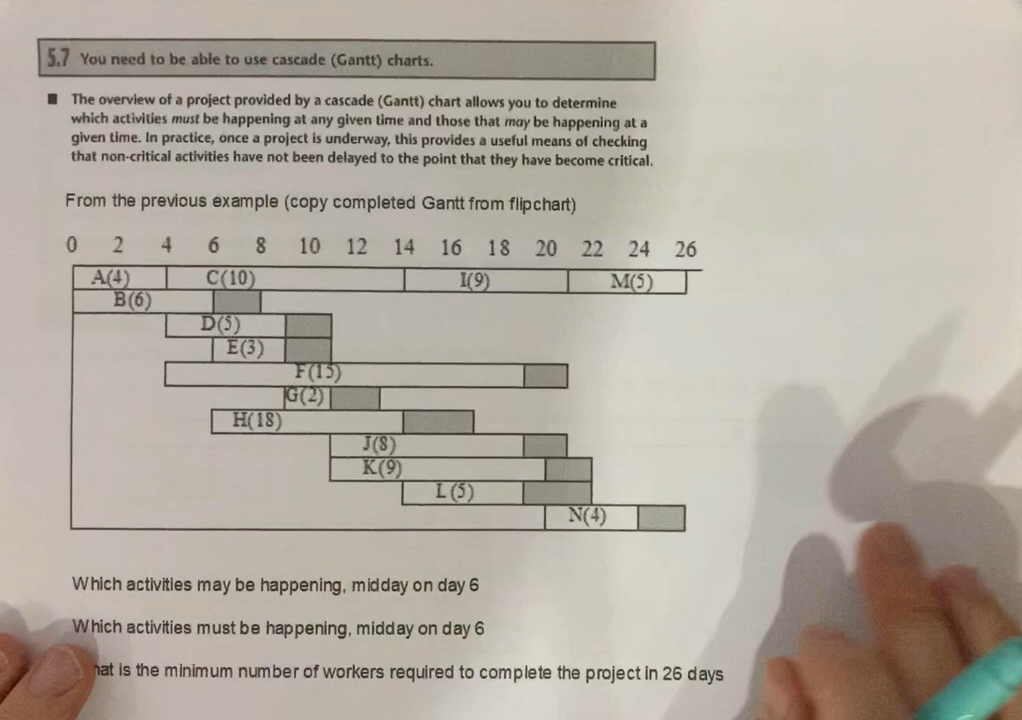 5.7 You need to be able to use cascade (Gantt) charts.
■ The overview of a project provided by a cascade (Gantt) chart allows you to determine
which activities must be happening at any given time and those that may be happening at a
given time. In practice, once a project is underway, this provides a useful means of checking
that non-critical activities have not been delayed to the point that they have become critical.
From the previous example (copy completed Gantt from flipchart)
0 2 4 6 8 10 12 14 16 18 20 22 24 26
A(4) C(10) I(9) M(5)
B(6)
D(5)
E(3)
F(15)
G(2)
H(18)
J(8)
K(9)
L(5)
N(4)
Which activities may be happening, midday on day 6
Which activities must be happening, midday on day 6
hat is the minimum number of workers required to complete the project in 26 days